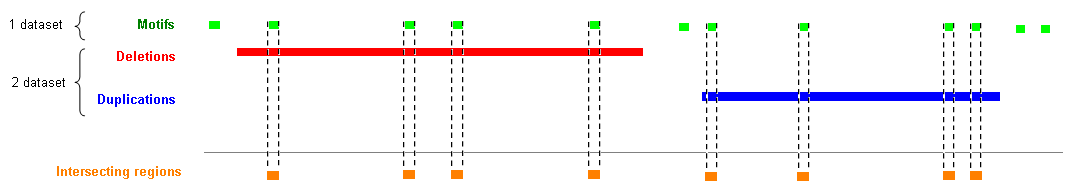 1 dataset
Motifs
Deletions
2 dataset
Duplications
Intersecting regions